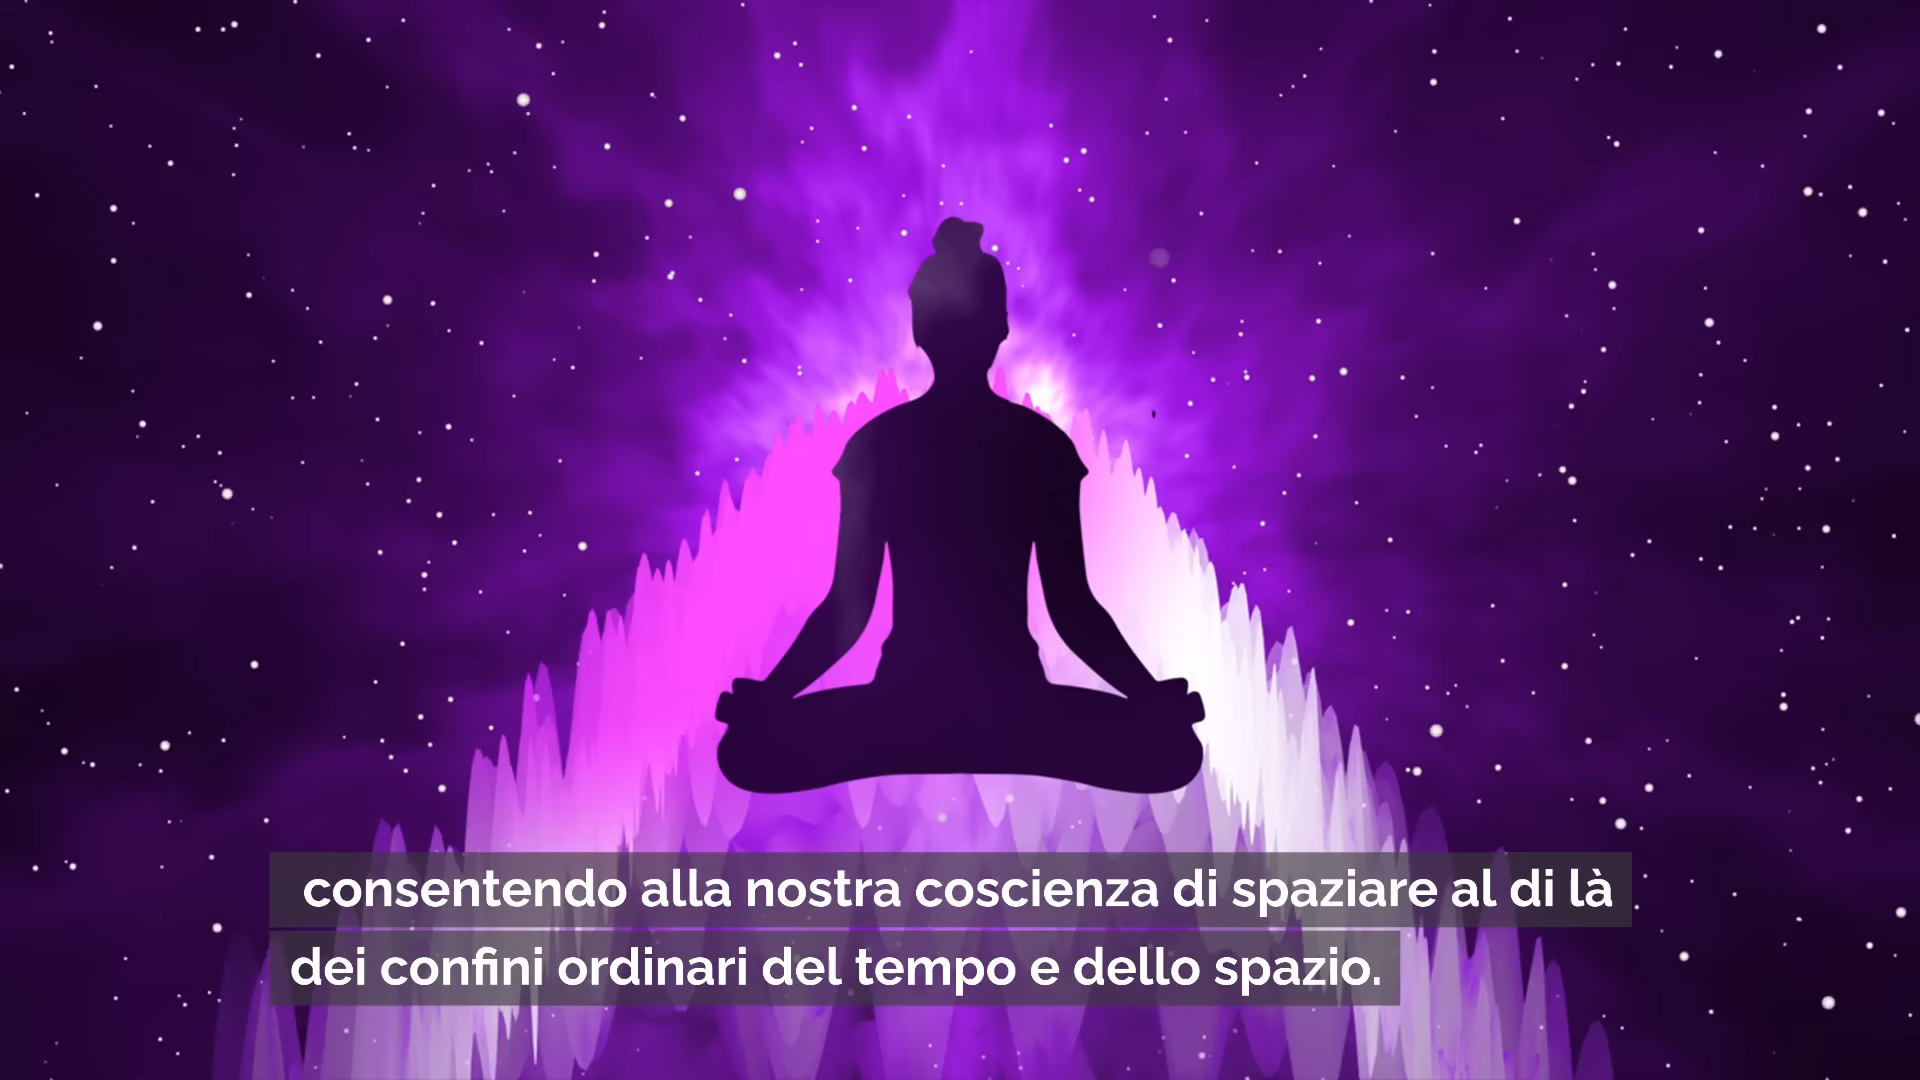 consentendo alla nostra coscienza di spaziare al di là
dei confini ordinari del tempo e dello spazio.